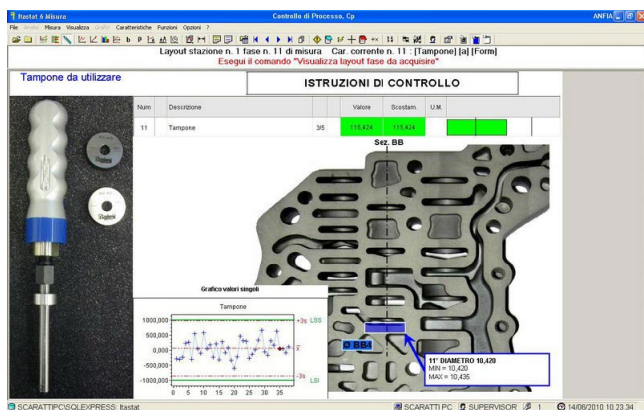 Itastat 6 Misura
Controllo di Processo, Cp
ANFIA
File Analisi Misura Visualizza Grafici Caratteristiche Funzioni Opzioni ?
Layout stazione n. 1 fase n. 11 di misura Car. corrente n. 11 : [Tampone] [a] [Form]
Esegui il comando "Visualizza layout fase da acquisire"
Tampone da utilizzare
ISTRUZIONI DI CONTROLLO
Num Descrizione Valore Scostam. U.M.
11 Tampone 3/5 115,424 115,424
Sez. BB
Grafico valori singoli
Tampone
1000,000
500,000
0,000
-500,000
-1000,000
+3s LSS
x
-3s
LSI
0 5 10 15 20 25 30 35
Ø BB4
11° DIAMETRO 10,420
MIN = 10,420
MAX = 10,435
SCARATTIPC\SQLEXPRESS: Itastat
SCARATTI PC SUPERVISOR 1 14/06/2010 10.23.34